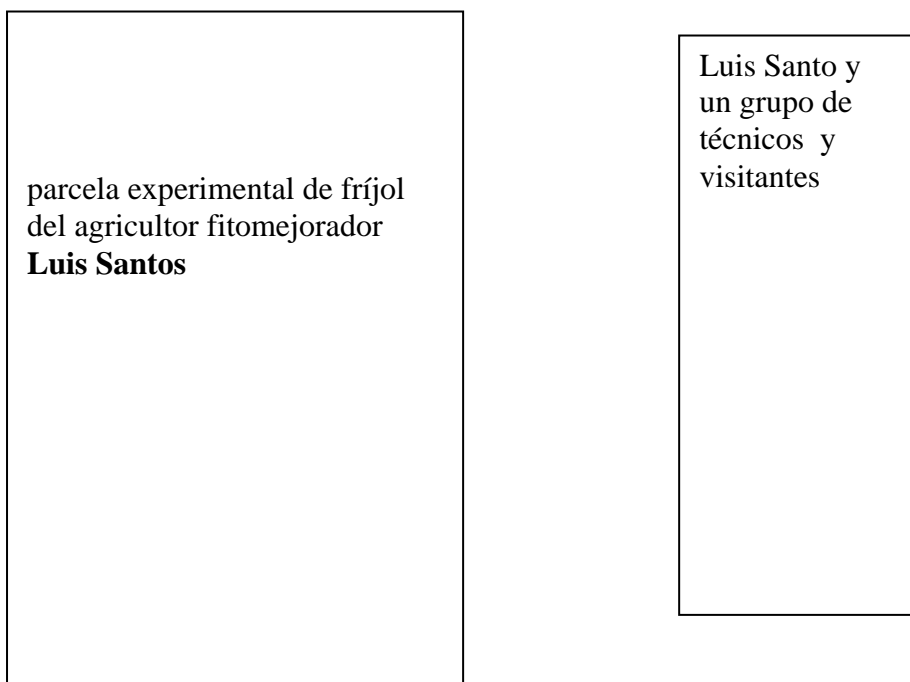 parcela experimental de fríjol
del agricultor fitomejorador
Luis Santos
Luis Santo y
un grupo de
técnicos y
visitantes